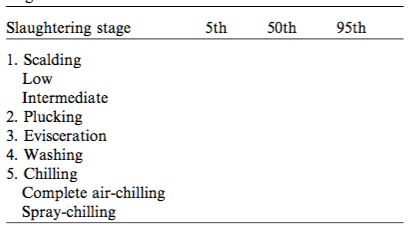 Slaughtering stage 5th 50th 95th
1. Scalding
Low
Intermediate
2. Plucking
3. Evisceration
4. Washing
5. Chilling
Complete air-chilling
Spray-chilling